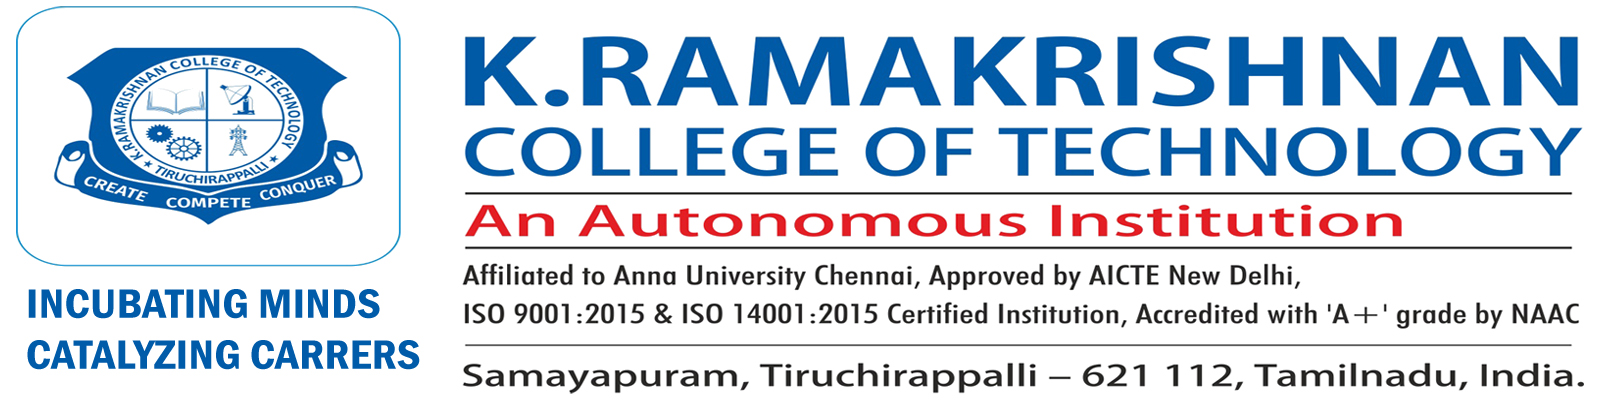 K.RAMAKRISHNAN COLLEGE OF TECHNOLOGY
★ TIRUCHIRAPPALLI ★
CREATE COMPETE CONQUER
INCUBATING MINDS
CATALYZING CARRERS
K.RAMAKRISHNAN
COLLEGE OF TECHNOLOGY
An Autonomous Institution
Affiliated to Anna University Chennai, Approved by AICTE New Delhi,
ISO 9001:2015 & ISO 14001:2015 Certified Institution, Accredited with 'A+' grade by NAAC
Samayapuram, Tiruchirappalli – 621 112, Tamilnadu, India.